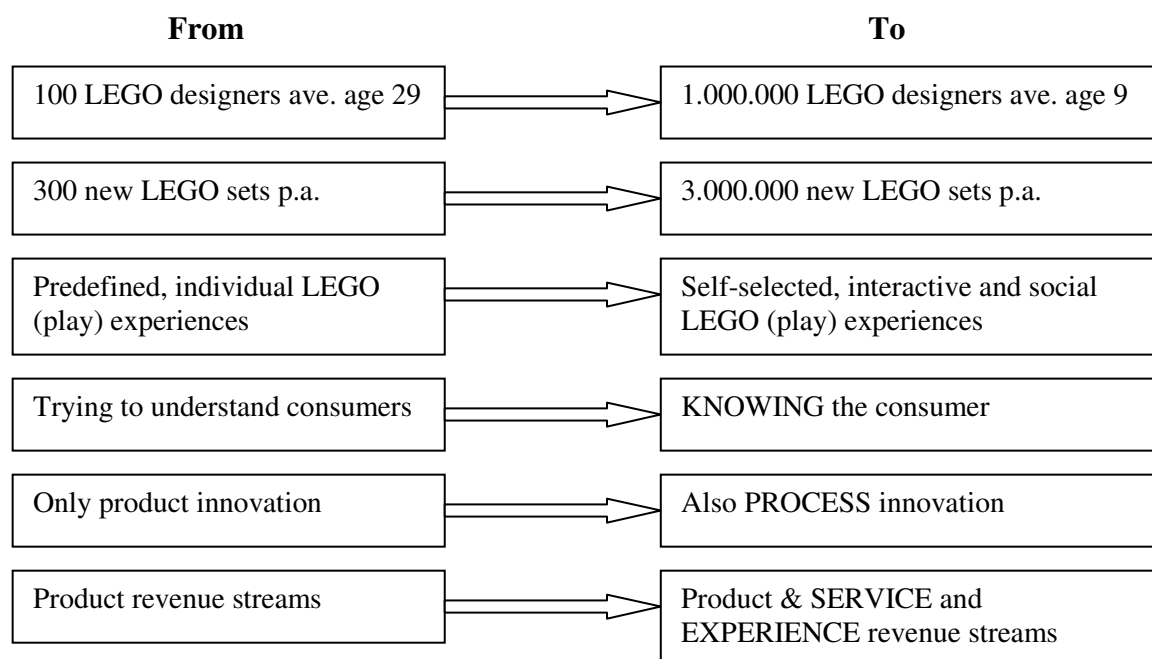 From
To
100 LEGO designers ave. age 29
1.000.000 LEGO designers ave. age 9
300 new LEGO sets p.a.
3.000.000 new LEGO sets p.a.
Predefined, individual LEGO
(play) experiences
Self-selected, interactive and social
LEGO (play) experiences
Trying to understand consumers
KNOWING the consumer
Only product innovation
Also PROCESS innovation
Product revenue streams
Product & SERVICE and
EXPERIENCE revenue streams